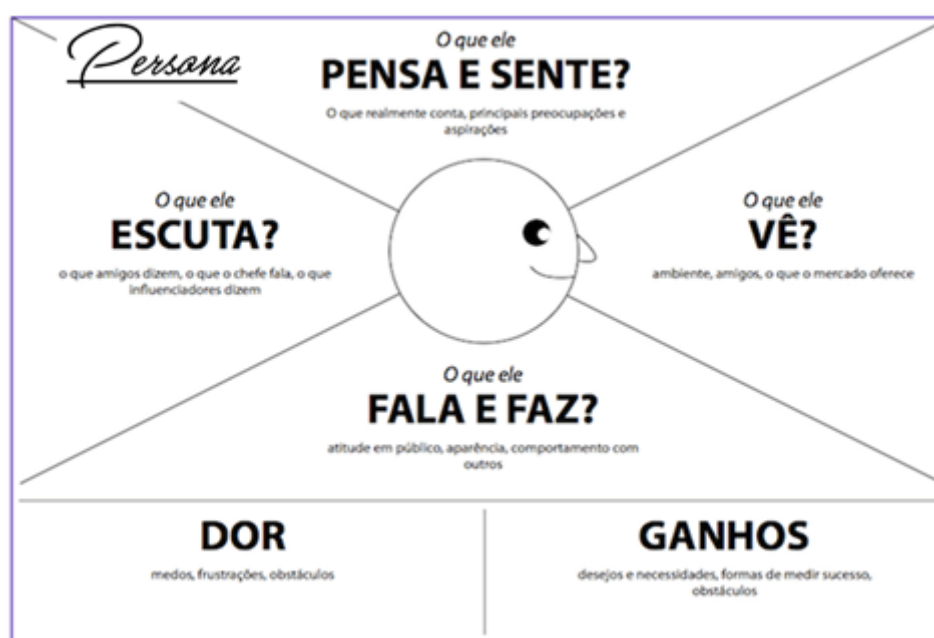 Persona
O que ele
PENSA E SENTE?
O que realmente conta, principais preocupações e
aspirações
O que ele
ESCUTA?
o que amigos dizem, o que o chefe fala, o que
influenciadores dizem
O que ele
VÊ?
ambiente, amigos, o que o mercado oferece
O que ele
FALA E FAZ?
atitude em público, aparência, comportamento com
outros
DOR
medos, frustrações, obstáculos
GANHOS
desejos e necessidades, formas de medir sucesso,
obstáculos